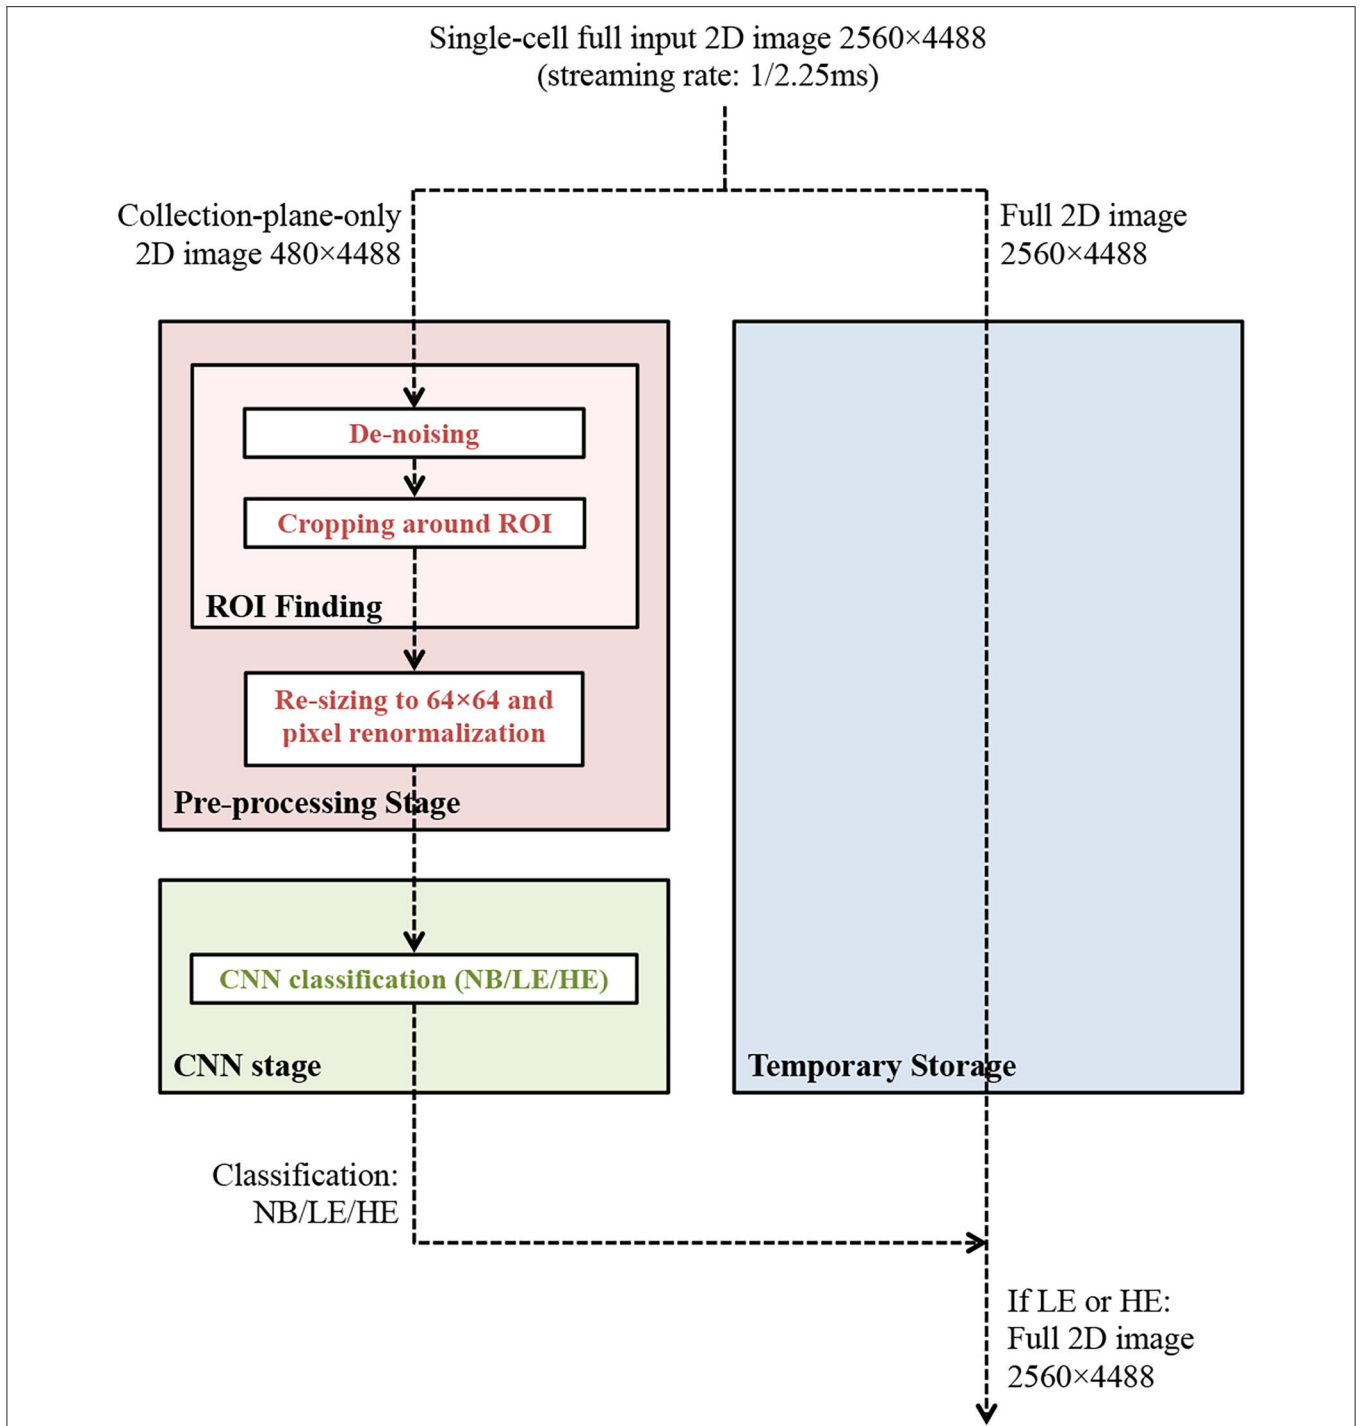 Single-cell full input 2D image 2560×4488
(streaming rate: 1/2.25ms)
Collection-plane-only
2D image 480×4488
Full 2D image
2560×4488
De-noising
Cropping around ROI
ROI Finding
Re-sizing to 64×64 and
pixel renormalization
Pre-processing Stage
CNN classification (NB/LE/HE)
CNN stage
Temporary Storage
Classification:
NB/LE/HE
If LE or HE:
Full 2D image
2560×4488